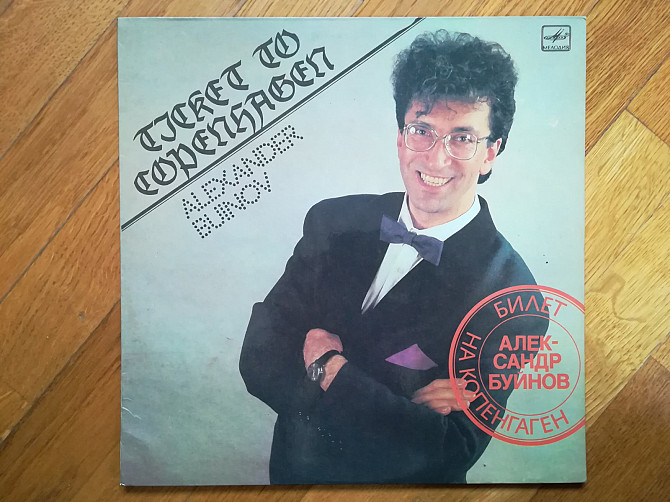 TICKET TO
COPENHAGEN
ALEXANDER
BUINOV
МЕЛОДИЯ
БИЛЕТ
АЛЕК-
САНДР
БУЙНОВ
НА КОПЕНГАГЕН